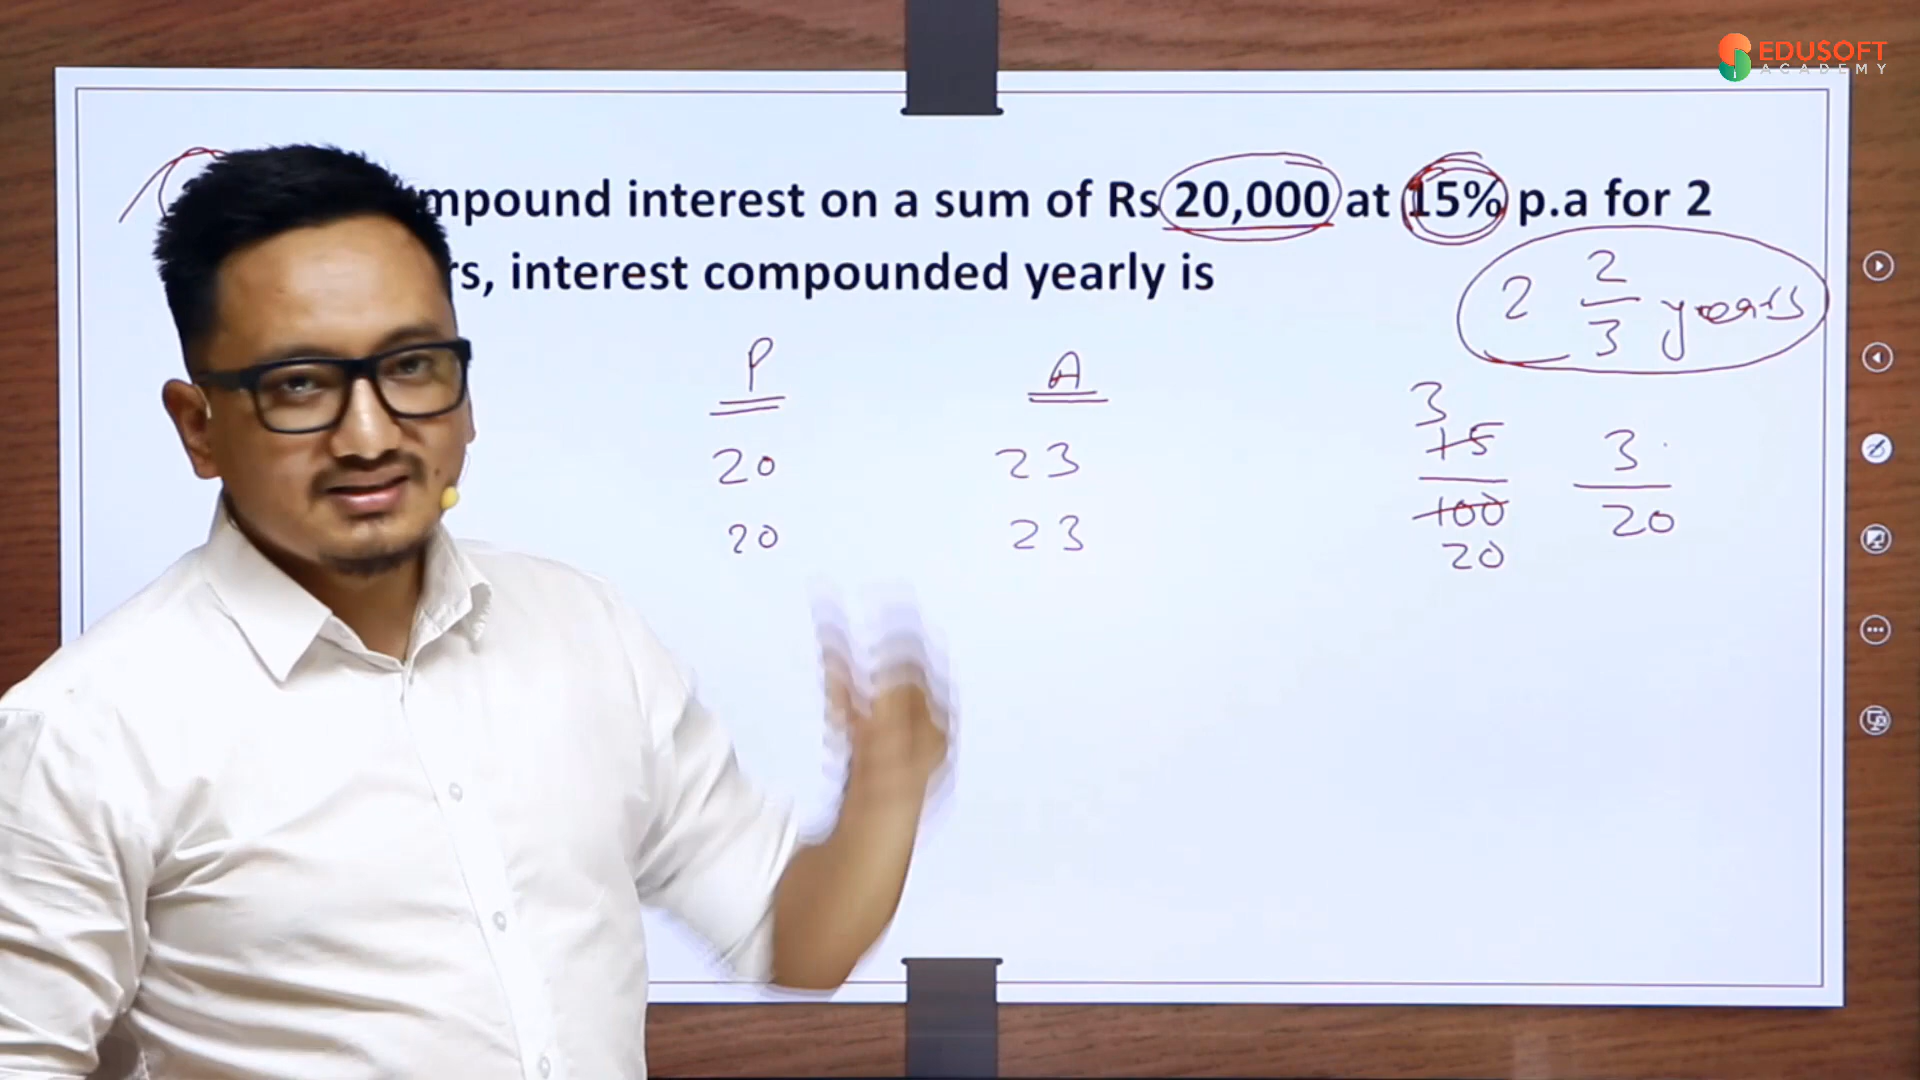 EDUSOFT
ACADEMY
mpound interest on a sum of Rs 20,000 at 15% p.a for 2
rs, interest compounded yearly is
2 2/3 years
P A
20 23
20 23
3
15 3
100 20
20